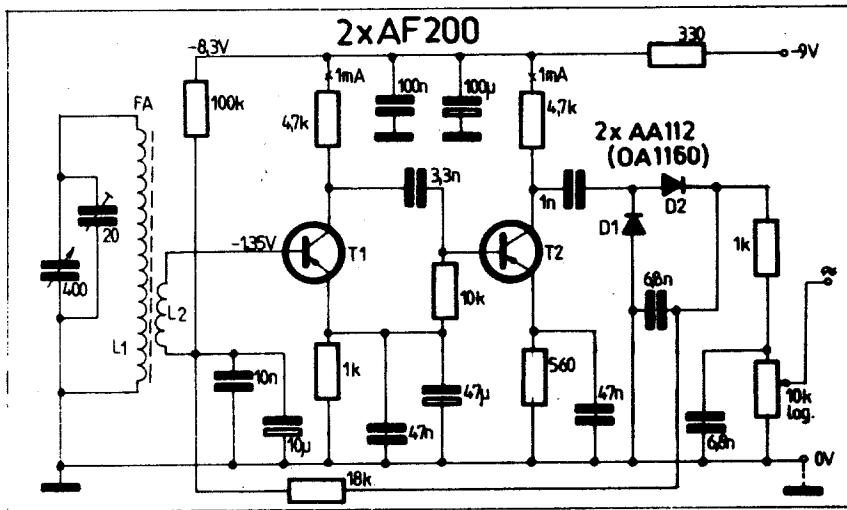 2xAF200
-8,3V
330
-9V
1mA
1mA
FA
100k
4,7k
100n
100µ
4,7k
2x AA112
(OA1160)
3,3n
1n
D2
D1
20
-1.35V
T1
T2
1k
≈
400
L2
10k
6,8n
L1
10n
1k
47µ
560
47n
10k
log.
10µ
47n
6,8n
0V
18k